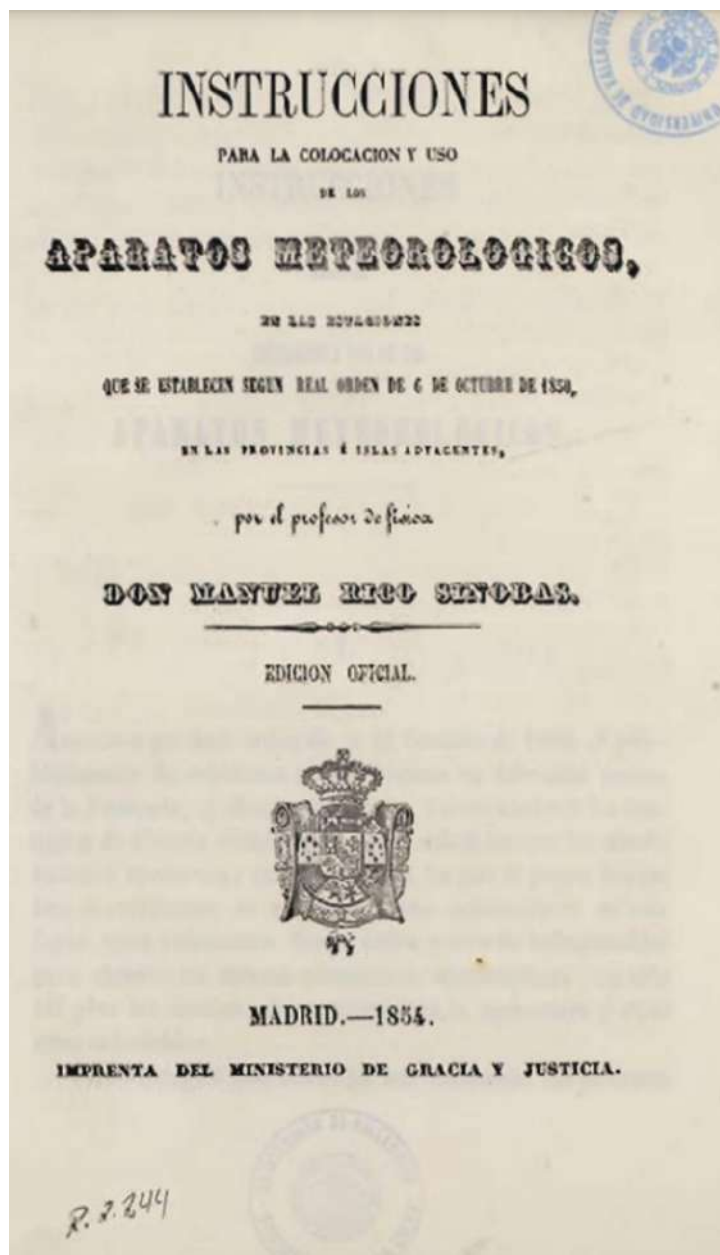 INSTRUCCIONES
PARA LA COLOCACION Y USO
DE LOS
APARATOS METEOROLOGICOS,
EN LAS ESTACIONES
QUE SE ESTABLECEN SEGUN REAL ORDEN DE 6 DE OCTUBRE DE 1850,
EN LAS PROVINCIAS É ISLAS ADYACENTES,
por el profesor de fisica
DON MANUEL RICO SINOBAS.
EDICION OFICIAL.
MADRID.—1854.
IMPRENTA DEL MINISTERIO DE GRACIA Y JUSTICIA.
R. 2.244